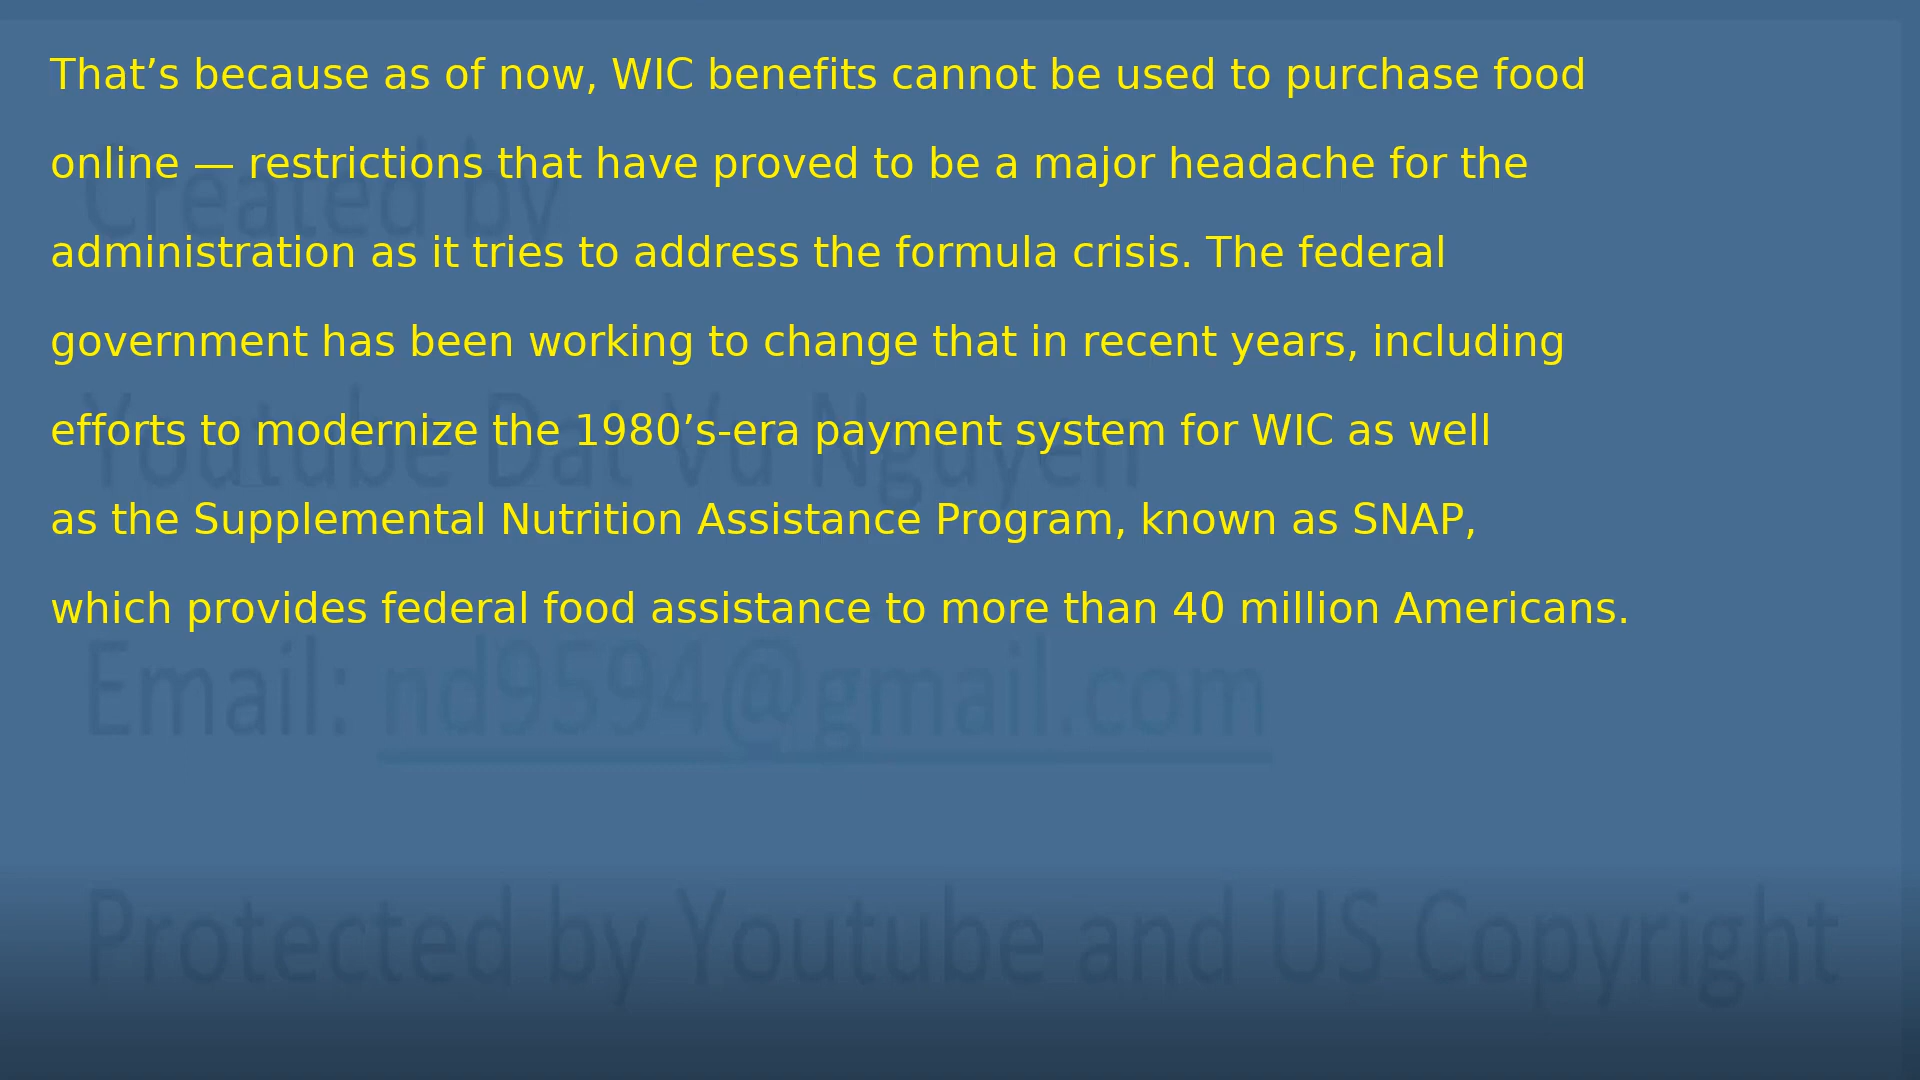 That’s because as of now, WIC benefits cannot be used to purchase food
online — restrictions that have proved to be a major headache for the
Created by
administration as it tries to address the formula crisis. The federal
government has been working to change that in recent years, including
efforts to modernize the 1980’s-era payment system for WIC as well
Youtube Dat Vu Nguyen
as the Supplemental Nutrition Assistance Program, known as SNAP,
which provides federal food assistance to more than 40 million Americans.
Email: nd9594@gmail.com
Protected by Youtube and US Copyright